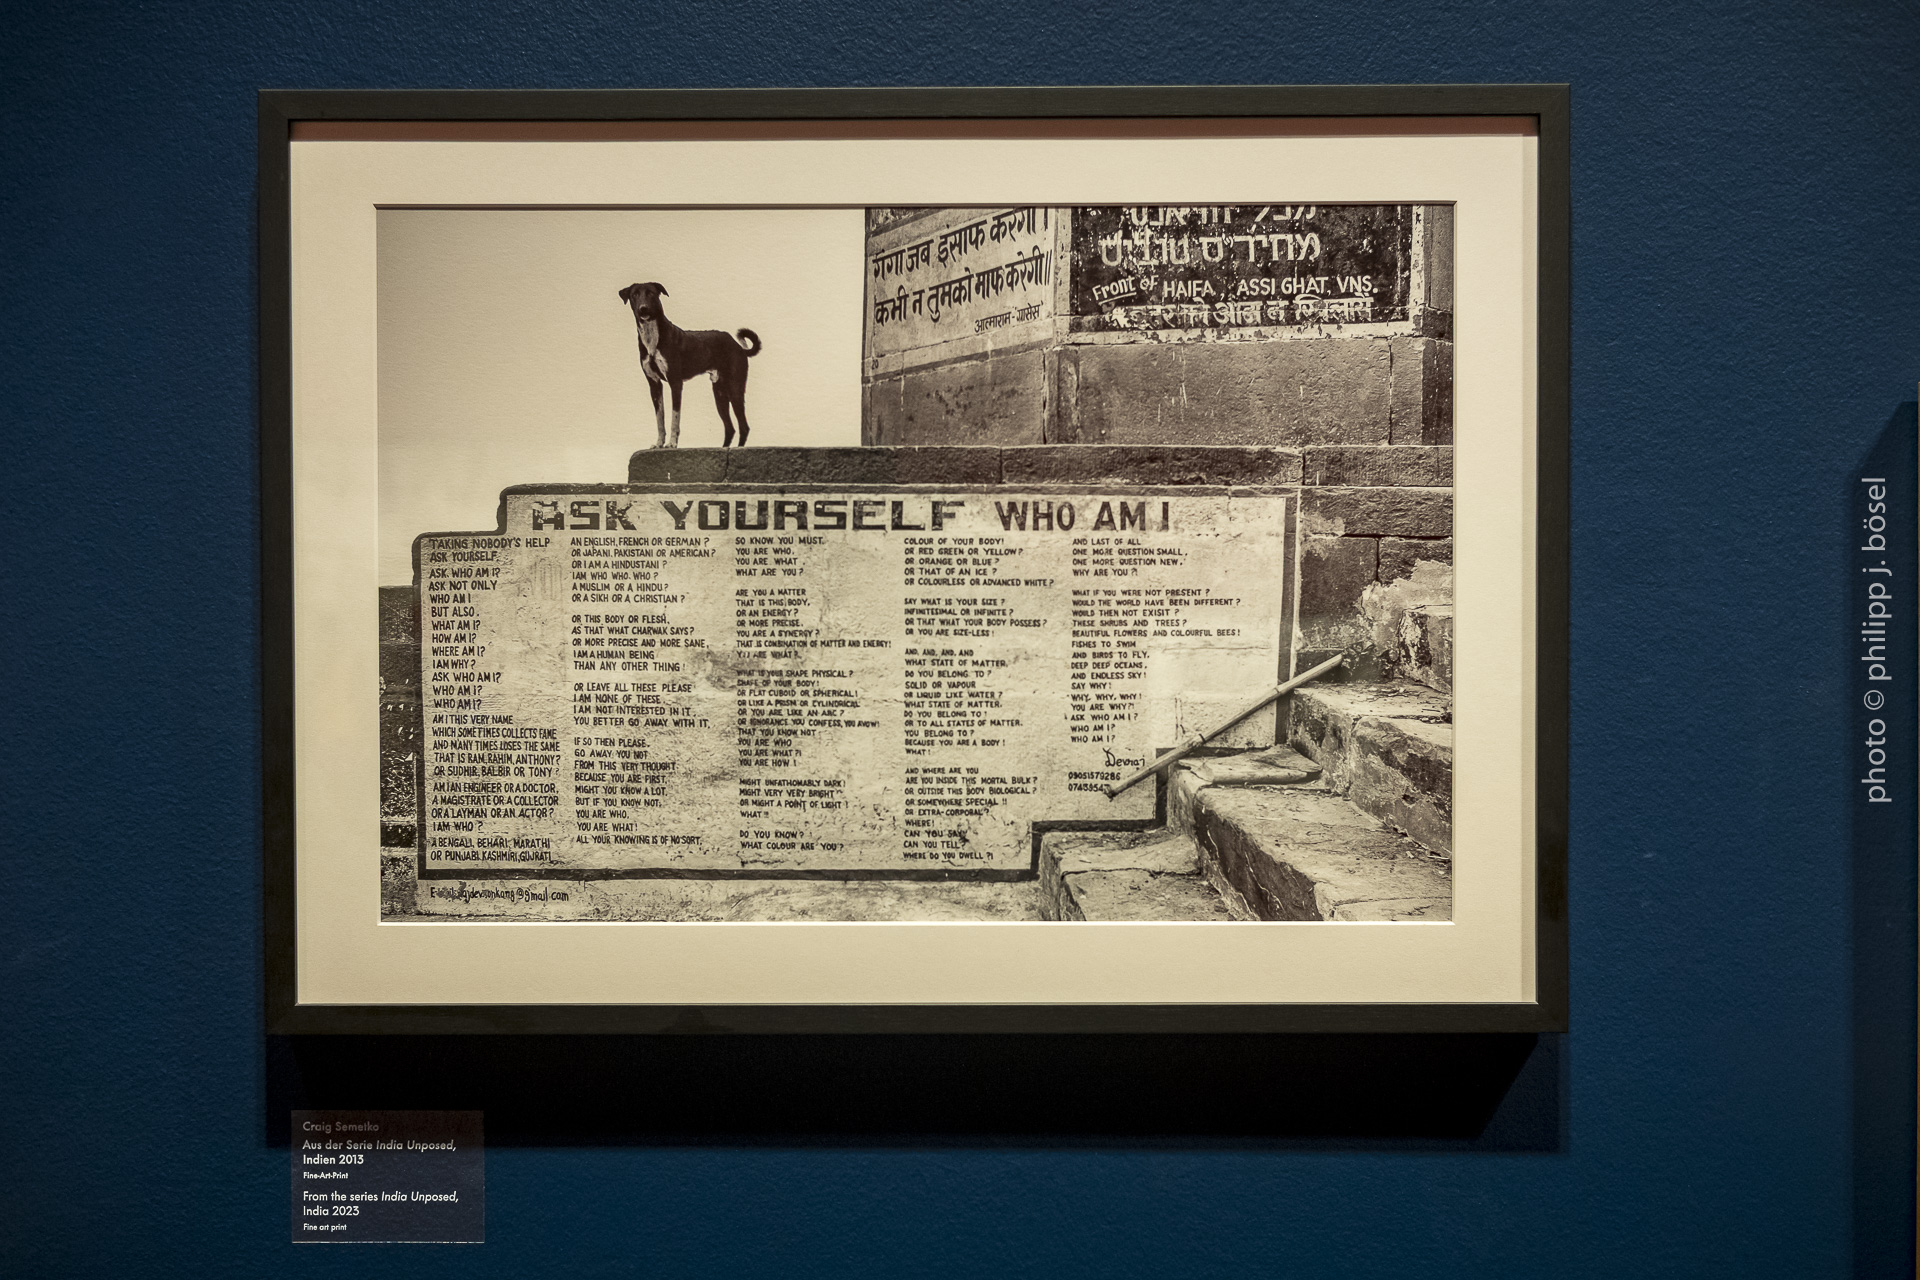 गंगा जब इंसाफ करेगी।
कभी न तुमको माफ करेगी॥
आत्माराम-
מחיר״ס טובים
Front of HAIFA, ASSI GHAT, VNS.
ASK YOURSELF WHO AM I
TAKING NOBODY'S HELP
ASK YOURSELF.
ASK. WHO AM I?
ASK NOT ONLY
WHO AM I
BUT ALSO.
WHAT AM I?
HOW AM I?
WHERE AM I?
I AM WHY?
ASK WHO AM I?
WHO AM I?
WHO AM I?
AM I THIS VERY NAME
WHICH SOMETIMES COLLECTS FAME
AND MANY TIMES LOSES THE SAME
THAT IS RAM, RAHIM, ANTHONY?
OR SUDHIR, BALBIR OR TONY?
AM I AN ENGINEER OR A DOCTOR,
A MAGISTRATE OR A COLLECTOR
OR A LAYMAN OR AN ACTOR?
I AM WHO?
A BENGALI, BEHARI, MARATHI
OR PUNJABI, KASHMIRI, GUJRATI
AN ENGLISH, FRENCH OR GERMAN?
OR JAPANI, PAKISTANI OR AMERICAN?
OR I AM A HINDUSTANI?
I AM WHO WHO. WHO?
A MUSLIM OR A HINDU?
OR A SIKH OR A CHRISTIAN?
OR THIS BODY OR FLESH,
AS THAT WHAT CHARWAK SAYS?
OR MORE PRECISE AND MORE SANE,
I AM A HUMAN BEING
THAN ANY OTHER THING!
OR LEAVE ALL THESE PLEASE
I AM NONE OF THESE.
I AM NOT INTERESTED IN IT,
YOU BETTER GO AWAY WITH IT,
IF SO THEN PLEASE.
GO AWAY YOU NOT
FROM THIS VERY THOUGHT
BECAUSE YOU ARE FIRST,
MIGHT YOU KNOW A LOT,
BUT IF YOU KNOW NOT,
YOU ARE WHO,
YOU ARE WHAT!
ALL YOUR KNOWING IS OF NO SORT.
SO KNOW YOU MUST,
YOU ARE WHO,
YOU ARE WHAT,
WHAT ARE YOU?
ARE YOU A MATTER
THAT IS THIS BODY,
OR AN ENERGY?
OR MORE PRECISE,
YOU ARE A SYNERGY?
THAT IS COMBINATION OF MATTER AND ENERGY!
YOU ARE WHAT?
WHAT IS YOUR SHAPE PHYSICAL?
SHAPE OF YOUR BODY!
OR FLAT CUBOID OR SPHERICAL!
OR LIKE A PRISM OR CYLINDRICAL
OR YOU ARE LIKE AN ARC?
OR IGNORANCE YOU CONFESS, YOU AVOW!
THAT YOU KNOW NOT
YOU ARE WHO
YOU ARE WHAT?!
YOU ARE HOW!
MIGHT UNFATHOMABLY DARK!
MIGHT VERY VERY BRIGHT
OR MIGHT A POINT OF LIGHT!
WHAT!!
DO YOU KNOW?!
WHAT COLOUR ARE YOU?
COLOUR OF YOUR BODY!
OR RED GREEN OR YELLOW?
OR ORANGE OR BLUE?
OR THAT OF AN ICE?
OR COLOURLESS OR ADVANCED WHITE?
SAY WHAT IS YOUR SIZE?
INFINITESIMAL OR INFINITE?
OR THAT WHAT YOUR BODY POSSESS?
OR YOU ARE SIZE-LESS!
AND, AND, AND, AND
WHAT STATE OF MATTER,
DO YOU BELONG TO?
SOLID OR VAPOUR
OR LIQUID LIKE WATER?
WHAT STATE OF MATTER.
DO YOU BELONG TO!
OR TO ALL STATES OF MATTER,
YOU BELONG TO?
BECAUSE YOU ARE A BODY!
WHAT!
AND WHERE ARE YOU
ARE YOU INSIDE THIS MORTAL BULK?
OR OUTSIDE THIS BODY BIOLOGICAL?
OR SOMEWHERE SPECIAL!!
OR EXTRA-CORPORAL?
WHERE!
CAN YOU SAY,
CAN YOU TELL?
WHERE DO YOU DWELL?!
AND LAST OF ALL
ONE MORE QUESTION SMALL,
ONE MORE QUESTION NEW,
WHY ARE YOU?!
WHAT IF YOU WERE NOT PRESENT?
WOULD THE WORLD HAVE BEEN DIFFERENT?
WOULD THEN NOT EXISIT?
THESE SHRUBS AND TREES?
BEAUTIFUL FLOWERS AND COLOURFUL BEES!
FISHES TO SWIM
AND BIRDS TO FLY,
DEEP DEEP OCEANS,
AND ENDLESS SKY!
SAY WHY!
WHY, WHY, WHY!
YOU ARE WHY?!
ASK WHO AM I?
WHO AM I?
WHO AM I?
Devraj
09051579286
@gmail.com
Craig Semetko
Aus der Serie India Unposed,
Indien 2013
Fine-Art-Print
From the series India Unposed,
India 2023
Fine art print
photo © philipp j. bösel